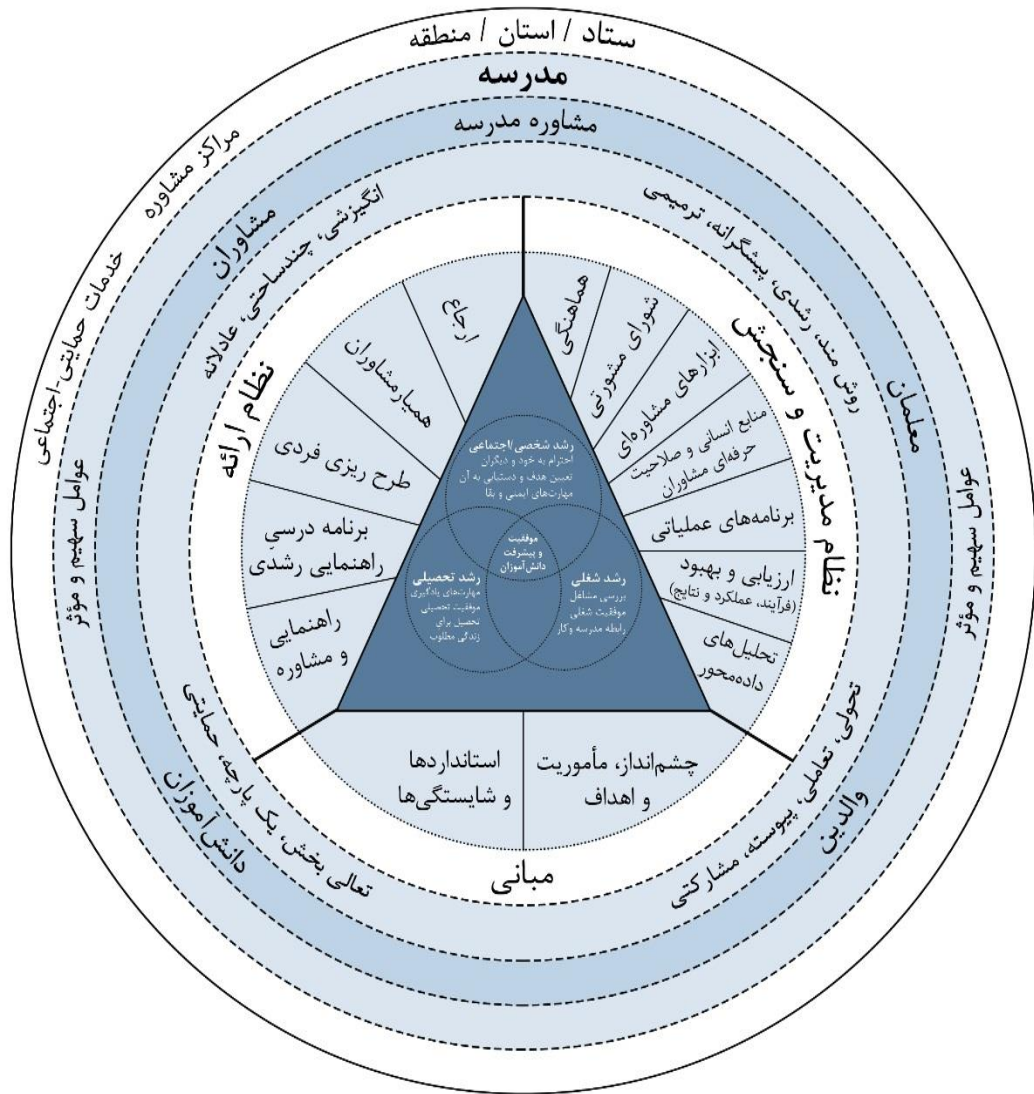 ستاد / استان / منطقه
مدرسه
مشاوره مدرسه
مراکز مشاوره
خدمات حمایتی-اجتماعی
عوامل سهیم و مؤثر
عوامل سهیم و مؤثر
مشاوران
معلمان
والدین
دانش‌آموزان
انگیزشی، چندساحتی، عادلانه
روش مند، رشدی، پیشگرانه، ترمیمی
تحولی، تعاملی، پیوسته، مشارکتی
تعالی بخش، یک پارچه، حمایتی
نظام مدیریت و سنجش
هماهنگی
شورای مشورتی
ابزارهای مشاوره‌ای
منابع انسانی و صلاحیت
حرفه‌ای مشاوران
برنامه‌های عملیاتی
ارزیابی و بهبود
(فرآیند، عملکرد و نتایج)
تحلیل‌های
داده‌محور
نظام ارائه
ارجاع
همیارمشاوران
طرح ریزی فردی
برنامه درسیِ
راهنمایی رشدی
راهنمایی
و مشاوره
مبانی
چشم‌انداز، مأموریت
و اهداف
استانداردها
و شایستگی‌ها
رشد شخصی/اجتماعی
احترام به خود و دیگران
تعیین هدف و دستیابی به آن
مهارت‌های ایمنی و بقا
موفقیت
و پیشرفت
دانش‌آموزان
رشد شغلی
بررسی مشاغل
موفقیت شغلی
رابطه مدرسه وکار
رشد تحصیلی
مهارت‌های یادگیری
موفقیت تحصیلی
تحصیل برای
زندگی مطلوب